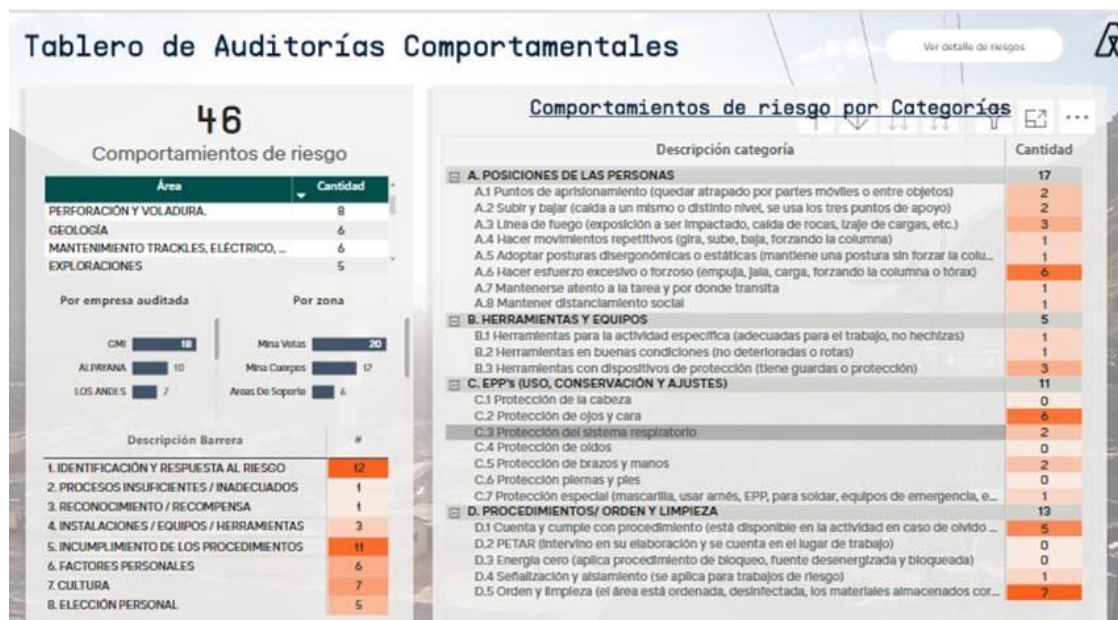 Tablero de Auditorías Comportamentales
Ver detalle de riesgos
46
Comportamientos de riesgo
Área Cantidad
PERFORACIÓN Y VOLADURA. 8
GEOLOGÍA 6
MANTENIMIENTO TRACKLES, ELÉCTRICO, ... 6
EXPLORACIONES 5
Por empresa auditada
CMI 18
ALPAYANA 10
LOS ANDES 7
Por zona
Mina Vetas 20
Mina Cuerpos 12
Areas De Soporte 6
Descripción Barrera #
1. IDENTIFICACIÓN Y RESPUESTA AL RIESGO 12
2. PROCESOS INSUFICIENTES / INADECUADOS 1
3. RECONOCIMIENTO / RECOMPENSA 1
4. INSTALACIONES / EQUIPOS / HERRAMIENTAS 3
5. INCUMPLIMIENTO DE LOS PROCEDIMIENTOS 11
6. FACTORES PERSONALES 6
7. CULTURA 7
8. ELECCIÓN PERSONAL 5
Comportamientos de riesgo por Categorías
Descripción categoría Cantidad
A. POSICIONES DE LAS PERSONAS 17
A.1 Puntos de aprisionamiento (quedar atrapado por partes móviles o entre objetos) 2
A.2 Subir y bajar (caída a un mismo o distinto nivel, se usa los tres puntos de apoyo) 2
A.3 Línea de fuego (exposición a ser impactado, caída de rocas, izaje de cargas, etc.) 3
A.4 Hacer movimientos repetitivos (gira, sube, baja, forzando la columna) 1
A.5 Adoptar posturas disergonómicas o estáticas (mantiene una postura sin forzar la colu... 1
A.6 Hacer esfuerzo excesivo o forzoso (empuja, jala, carga, forzando la columna o tórax) 6
A.7 Mantenerse atento a la tarea y por donde transita 1
A.8 Mantener distanciamiento social 1
B. HERRAMIENTAS Y EQUIPOS 5
B.1 Herramientas para la actividad específica (adecuadas para el trabajo, no hechizas) 1
B.2 Herramientas en buenas condiciones (no deterioradas o rotas) 1
B.3 Herramientas con dispositivos de protección (tiene guardas o protección) 3
C. EPP's (USO, CONSERVACIÓN Y AJUSTES) 11
C.1 Protección de la cabeza 0
C.2 Protección de ojos y cara 6
C.3 Protección del sistema respiratorio 2
C.4 Protección de oídos 0
C.5 Protección de brazos y manos 2
C.6 Protección piernas y pies 0
C.7 Protección especial (mascarilla, usar arnés, EPP, para soldar, equipos de emergencia, e... 1
D. PROCEDIMIENTOS/ ORDEN Y LIMPIEZA 13
D.1 Cuenta y cumple con procedimiento (está disponible en la actividad en caso de olvido ... 5
D.2 PETAR (Intervino en su elaboración y se cuenta en el lugar de trabajo) 0
D.3 Energía cero (aplica procedimiento de bloqueo, fuente desenergizada y bloqueada) 0
D.4 Señalización y aislamiento (se aplica para trabajos de riesgo) 1
D.5 Orden y limpieza (el área está ordenada, desinfectada, los materiales almacenados cor... 7